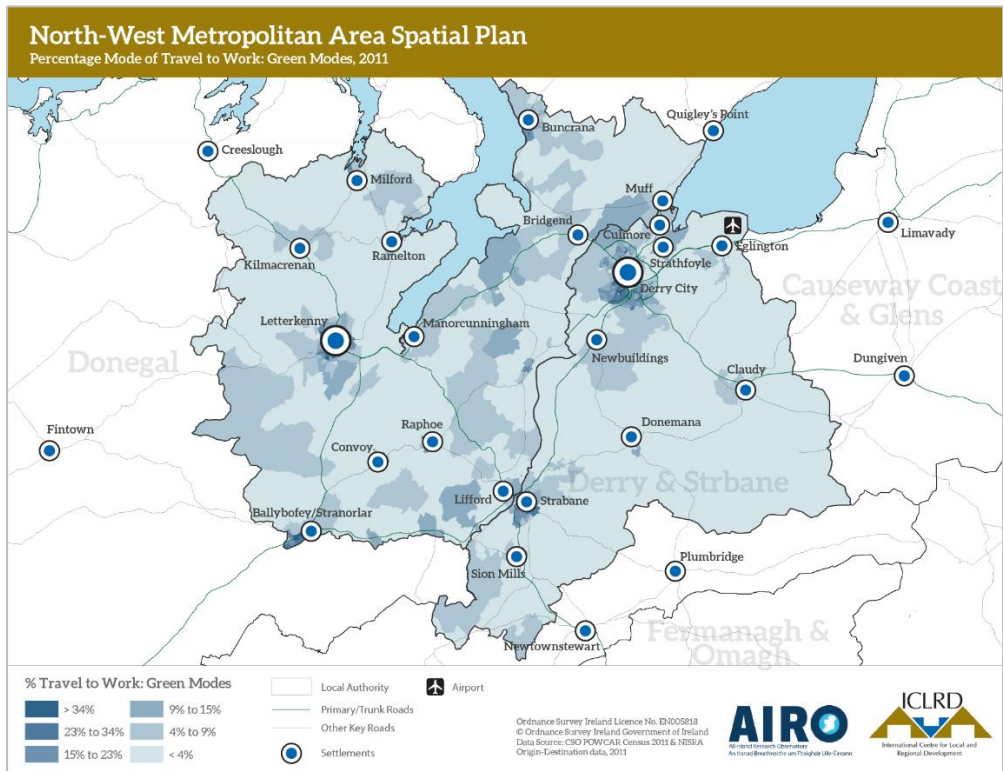 North-West Metropolitan Area Spatial Plan
Percentage Mode of Travel to Work: Green Modes, 2011
Buncrana
Quigley's Point
Creeslough
Milford
Muff
Bridgend
Culmore
Limavady
Kilmacrenan
Ramelton
Strathfoyle
Eglington
Derry City
Causeway Coast
& Glens
Letterkenny
Manorcunningham
Newbuildings
Donegal
Claudy
Dungiven
Fintown
Raphoe
Donemana
Convoy
Derry & Strbane
Lifford
Strabane
Ballybofey/Stranorlar
Plumbridge
Sion Mills
Newtownstewart
Fermanagh &
Omagh
% Travel to Work: Green Modes
> 34%
23% to 34%
15% to 23%
9% to 15%
4% to 9%
< 4%
Local Authority
Primary/Trunk Roads
Other Key Roads
Settlements
Airport
Ordnance Survey Ireland Licence No. EN005818
© Ordnance Survey Ireland Government of Ireland
Data Source: CSO POWCAR Census 2011 & NISRA
Origin-Destination data, 2011
AIRO
All-Island Research Observatory
ICLRD
International Centre for Local and
Regional Development